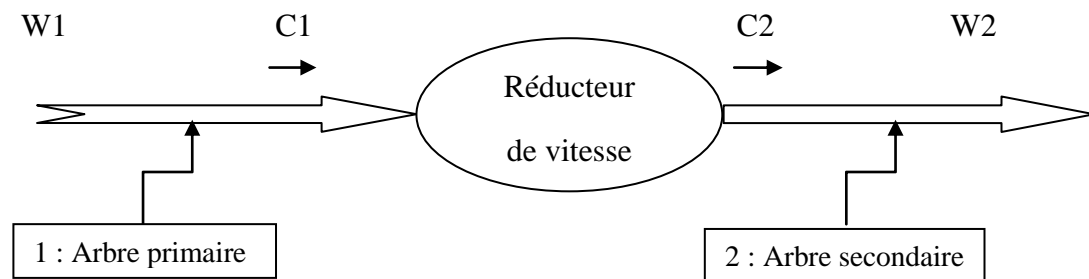 W1 C1 C2 W2
Réducteur
de vitesse
1 : Arbre primaire
2 : Arbre secondaire